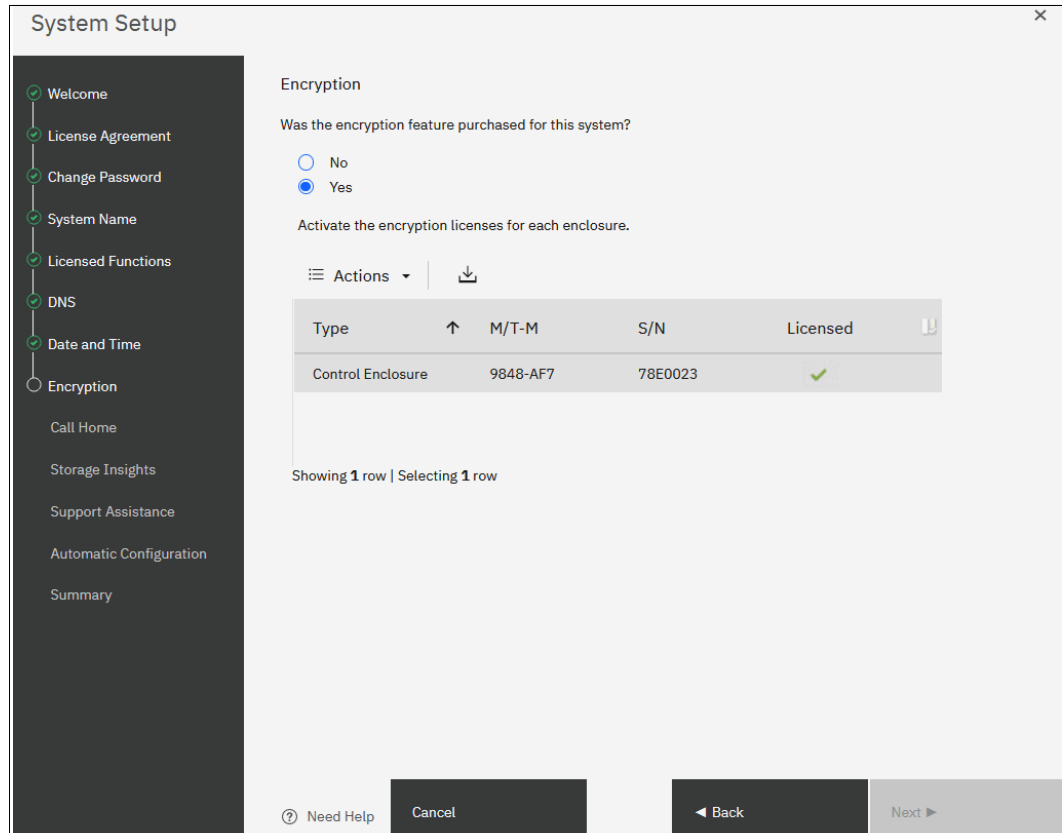 System Setup
Welcome
License Agreement
Change Password
System Name
Licensed Functions
DNS
Date and Time
Encryption
Call Home
Storage Insights
Support Assistance
Automatic Configuration
Summary
Encryption
Was the encryption feature purchased for this system?
No
Yes
Activate the encryption licenses for each enclosure.
Actions
Type M/T-M S/N Licensed
Control Enclosure 9848-AF7 78E0023
Showing 1 row | Selecting 1 row
Need Help Cancel Back Next